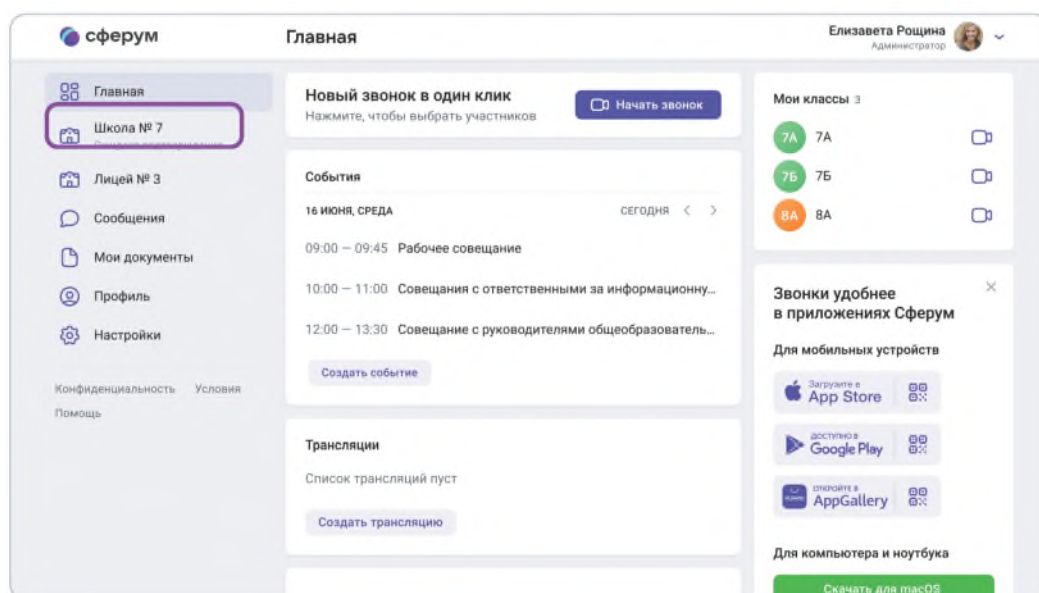 сферум
Главная
Елизавета Рощина
Администратор
Главная
Школа № 7
Лицей № 3
Сообщения
Мои документы
Профиль
Настройки
Конфиденциальность Условия
Помощь
Новый звонок в один клик
Нажмите, чтобы выбрать участников
Начать звонок
События
16 ИЮНЯ, СРЕДА
СЕГОДНЯ < >
09:00 — 09:45 Рабочее совещание
10:00 — 11:00 Совещания с ответственными за информационну...
12:00 — 13:30 Совещание с руководителями общеобразователь...
Создать событие
Трансляции
Список трансляций пуст
Создать трансляцию
Мои классы 3
7А 7А
7Б 7Б
8А 8А
Звонки удобнее
в приложениях Сферум
Для мобильных устройств
Загрузите в
App Store
ДОСТУПНО В
Google Play
ОТКРОЙТЕ В
AppGallery
Для компьютера и ноутбука
Скачать для macOS